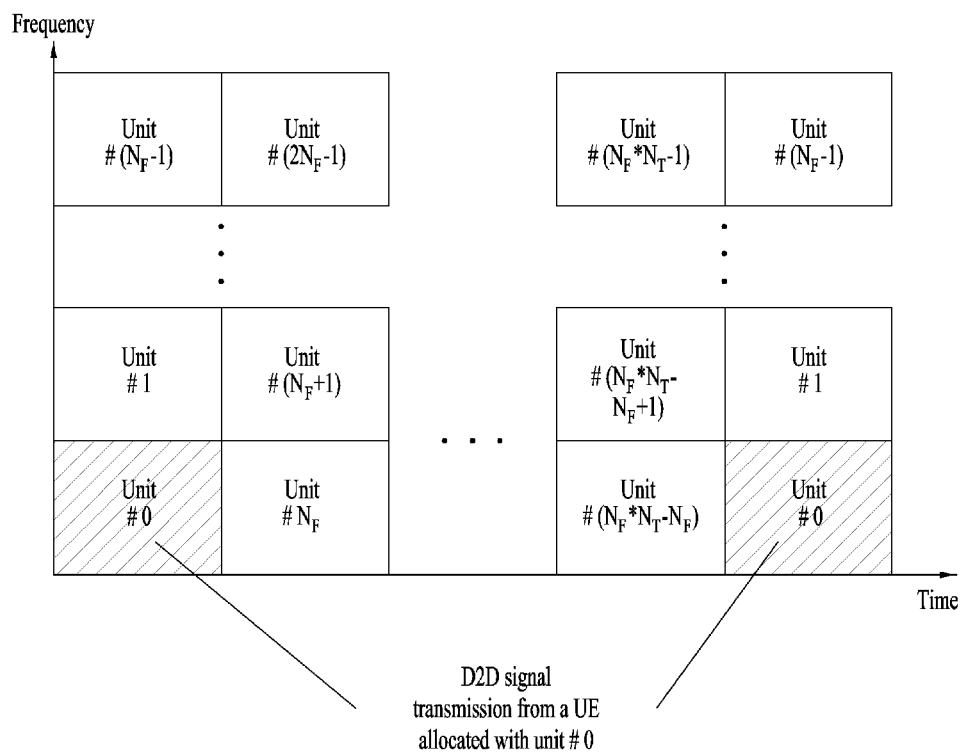 Frequency
Unit
# (N_F-1)
Unit
# (2N_F-1)
Unit
# (N_F*N_T-1)
Unit
# (N_F-1)
Unit
# 1
Unit
# (N_F+1)
Unit
# (N_F*N_T-
N_F+1)
Unit
# 1
Unit
# 0
Unit
# N_F
Unit
# (N_F*N_T-N_F)
Unit
# 0
Time
D2D signal
transmission from a UE
allocated with unit # 0